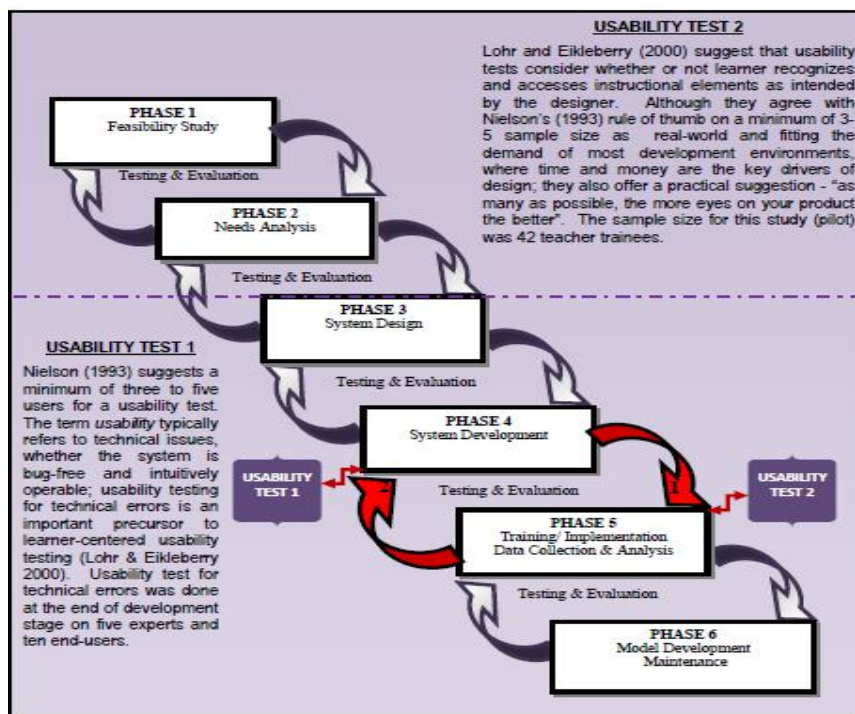 USABILITY TEST 2
Lohr and Eikleberry (2000) suggest that usability
tests consider whether or not learner recognizes
and accesses instructional elements as intended
by the designer. Although they agree with
Nielson's (1993) rule of thumb on a minimum of 3-
5 sample size as real-world and fitting the
demand of most development environments,
where time and money are the key drivers of
design; they also offer a practical suggestion - "as
many as possible, the more eyes on your product
the better". The sample size for this study (pilot)
was 42 teacher trainees.
PHASE 1
Feasibility Study
Testing & Evaluation
PHASE 2
Needs Analysis
Testing & Evaluation
PHASE 3
System Design
Testing & Evaluation
USABILITY TEST 1
Nielson (1993) suggests a
minimum of three to five
users for a usability test.
The term usability typically
refers to technical issues,
whether the system is
bug-free and intuitively
operable; usability testing
for technical errors is an
important precursor to
learner-centered usability
testing (Lohr & Eikleberry
2000). Usability test for
technical errors was done
at the end of development
stage on five experts and
ten end-users.
PHASE 4
System Development
USABILITY
TEST 1
2
Testing & Evaluation
1
USABILITY
TEST 2
PHASE 5
Training/ Implementation
Data Collection & Analysis
Testing & Evaluation
PHASE 6
Model Development
Maintenance